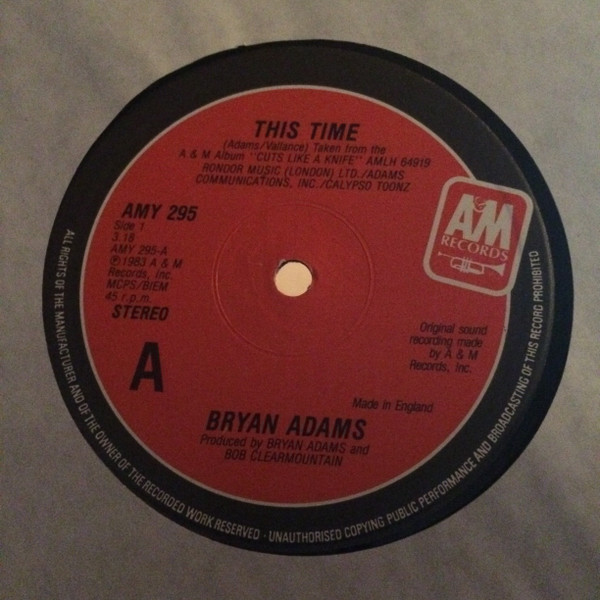 THIS TIME
(Adams/Vallance) Taken from the
A & M Album "CUTS LIKE A KNIFE" AMLH 64919
RONDOR MUSIC (LONDON) LTD./ADAMS
COMMUNICATIONS, INC./CALYPSO TOONZ
AMY 295
Side 1
3.18
AMY 295-A
℗1983 A & M
Records, Inc.
MCPS/BIEM
45 r.p.m.
STEREO
A&M
RECORDS
Original sound
recording made
by A & M
Records, Inc.
A
Made in England
BRYAN ADAMS
Produced by BRYAN ADAMS and
BOB CLEARMOUNTAIN
ALL RIGHTS OF THE MANUFACTURER AND OF THE OWNER OF THE RECORDED WORK RESERVED · UNAUTHORISED COPYING PUBLIC PERFORMANCE AND BROADCASTING OF THIS RECORD PROHIBITED